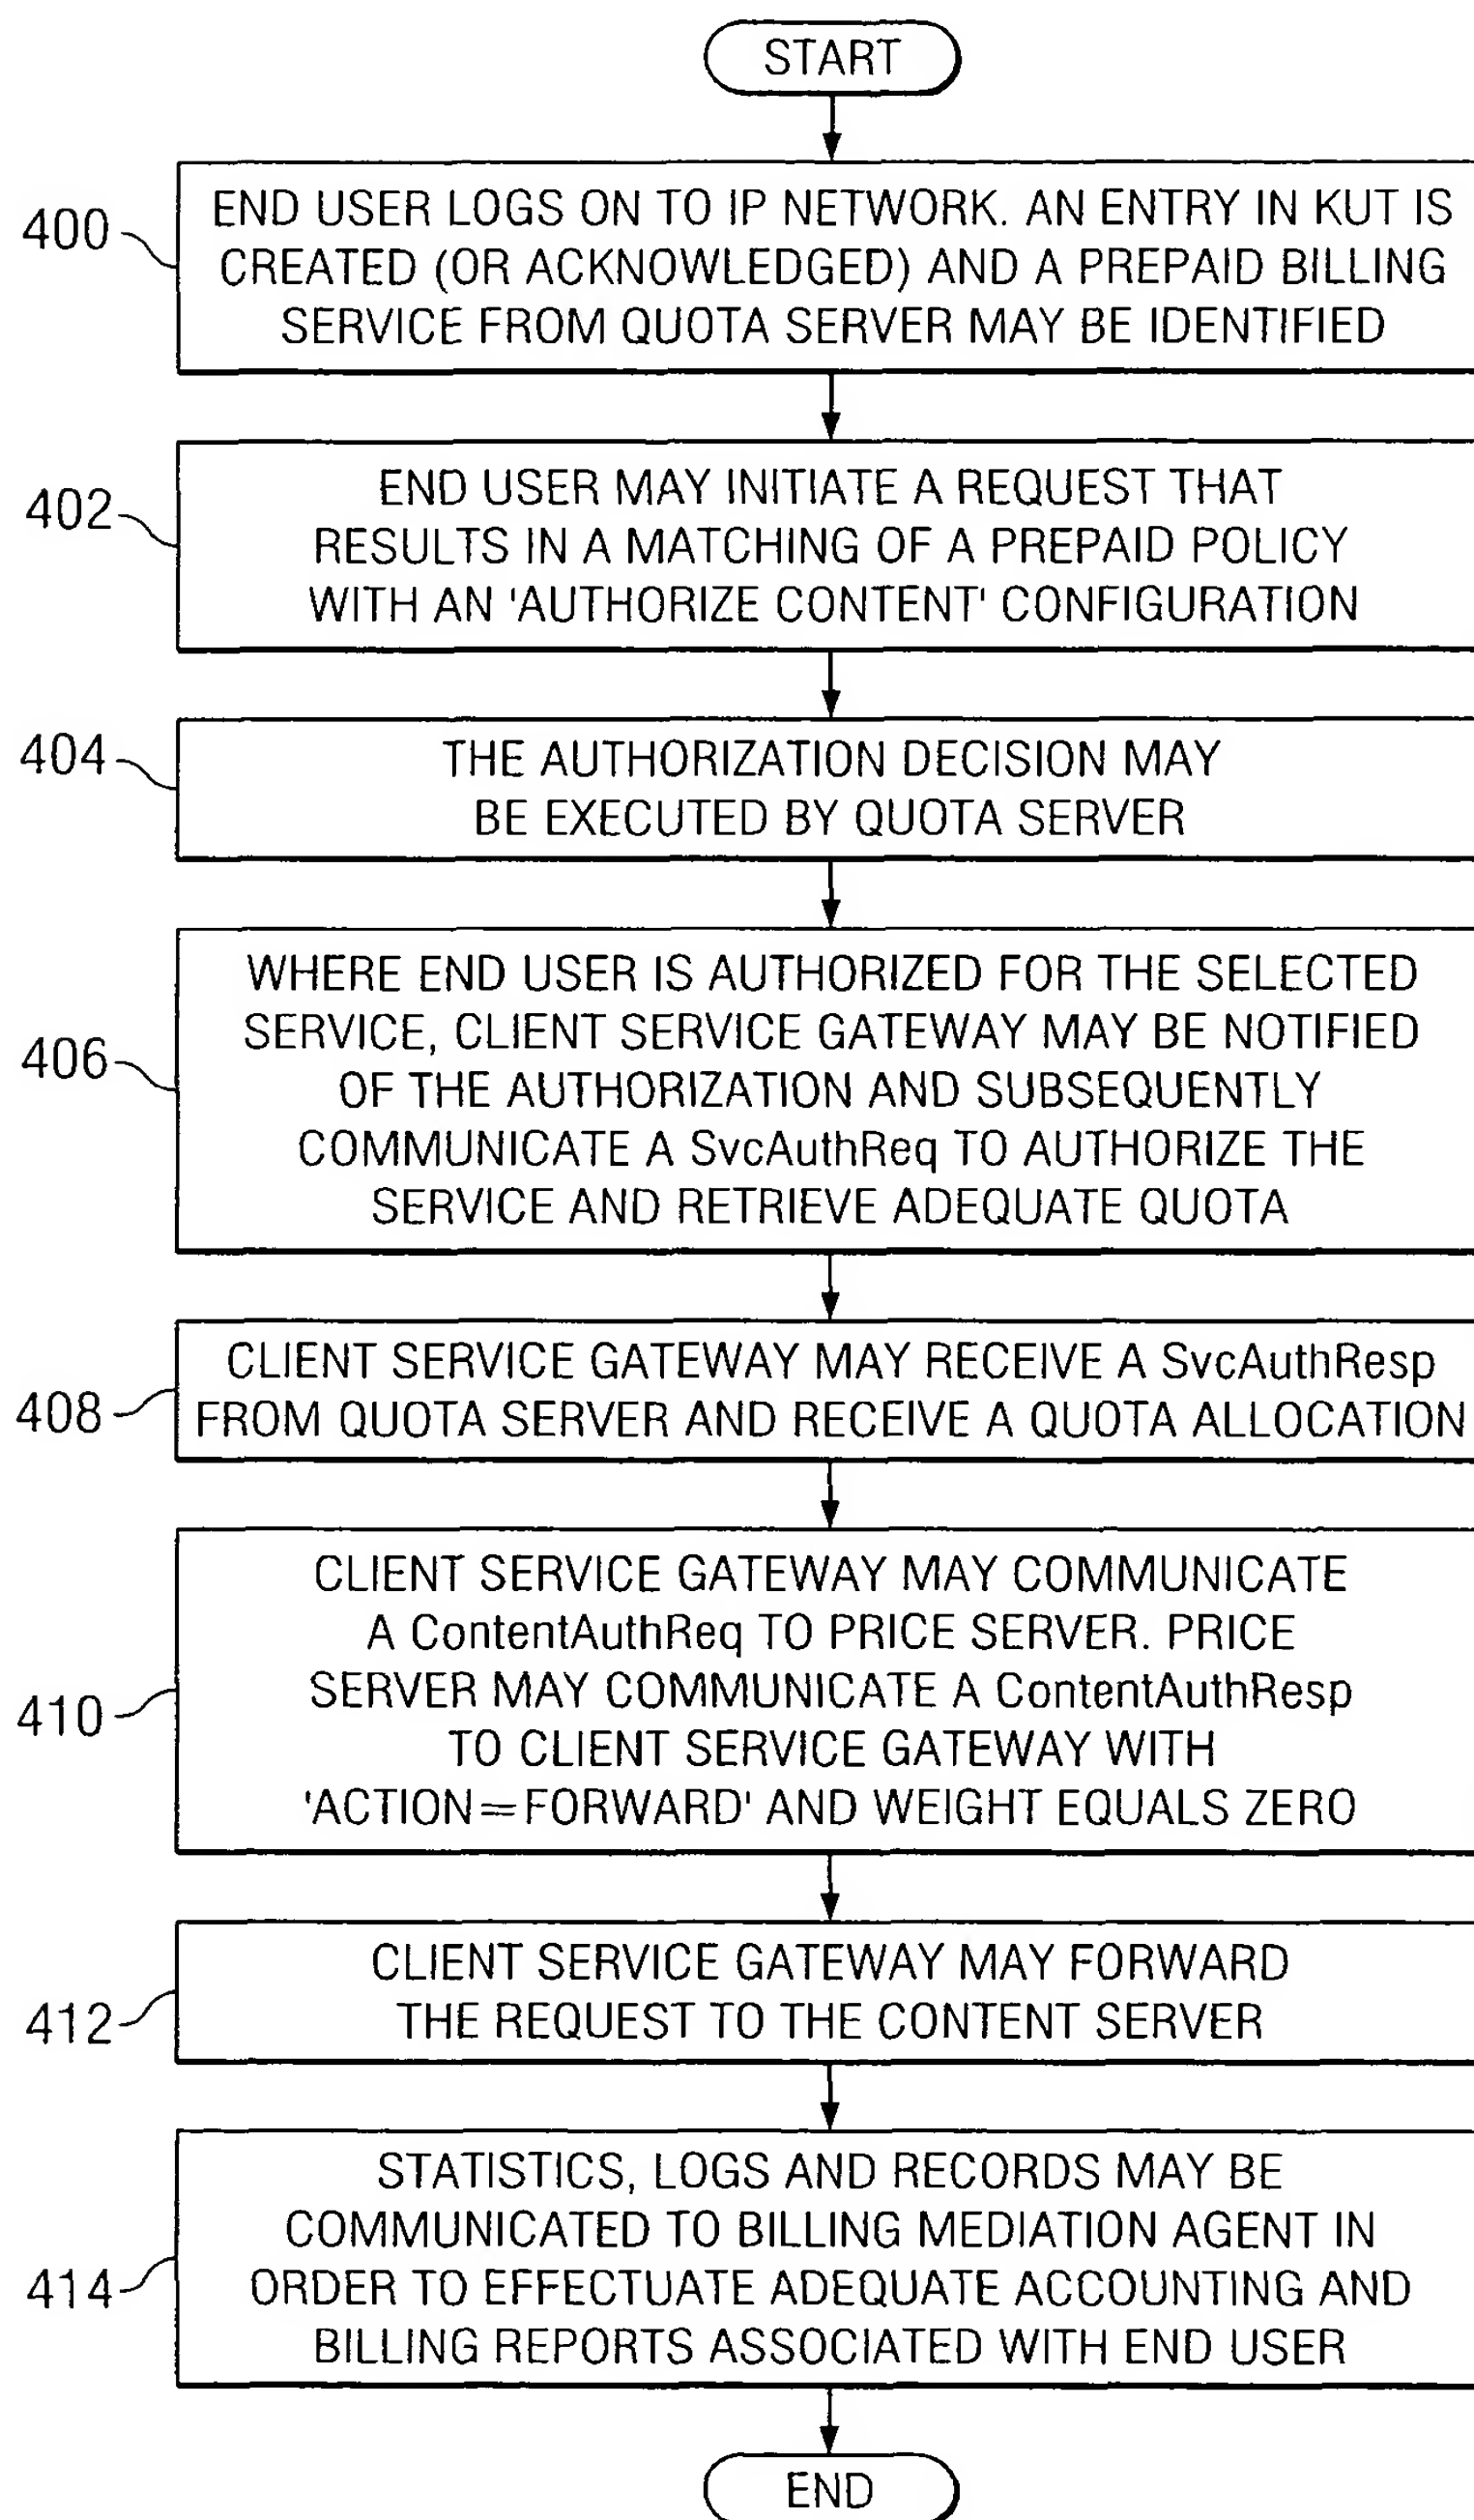 START
400
END USER LOGS ON TO IP NETWORK. AN ENTRY IN KUT IS
CREATED (OR ACKNOWLEDGED) AND A PREPAID BILLING
SERVICE FROM QUOTA SERVER MAY BE IDENTIFIED
402
END USER MAY INITIATE A REQUEST THAT
RESULTS IN A MATCHING OF A PREPAID POLICY
WITH AN 'AUTHORIZE CONTENT' CONFIGURATION
404
THE AUTHORIZATION DECISION MAY
BE EXECUTED BY QUOTA SERVER
406
WHERE END USER IS AUTHORIZED FOR THE SELECTED
SERVICE, CLIENT SERVICE GATEWAY MAY BE NOTIFIED
OF THE AUTHORIZATION AND SUBSEQUENTLY
COMMUNICATE A SvcAuthReq TO AUTHORIZE THE
SERVICE AND RETRIEVE ADEQUATE QUOTA
408
CLIENT SERVICE GATEWAY MAY RECEIVE A SvcAuthResp
FROM QUOTA SERVER AND RECEIVE A QUOTA ALLOCATION
410
CLIENT SERVICE GATEWAY MAY COMMUNICATE
A ContentAuthReq TO PRICE SERVER. PRICE
SERVER MAY COMMUNICATE A ContentAuthResp
TO CLIENT SERVICE GATEWAY WITH
'ACTION=FORWARD' AND WEIGHT EQUALS ZERO
412
CLIENT SERVICE GATEWAY MAY FORWARD
THE REQUEST TO THE CONTENT SERVER
414
STATISTICS, LOGS AND RECORDS MAY BE
COMMUNICATED TO BILLING MEDIATION AGENT IN
ORDER TO EFFECTUATE ADEQUATE ACCOUNTING AND
BILLING REPORTS ASSOCIATED WITH END USER
END